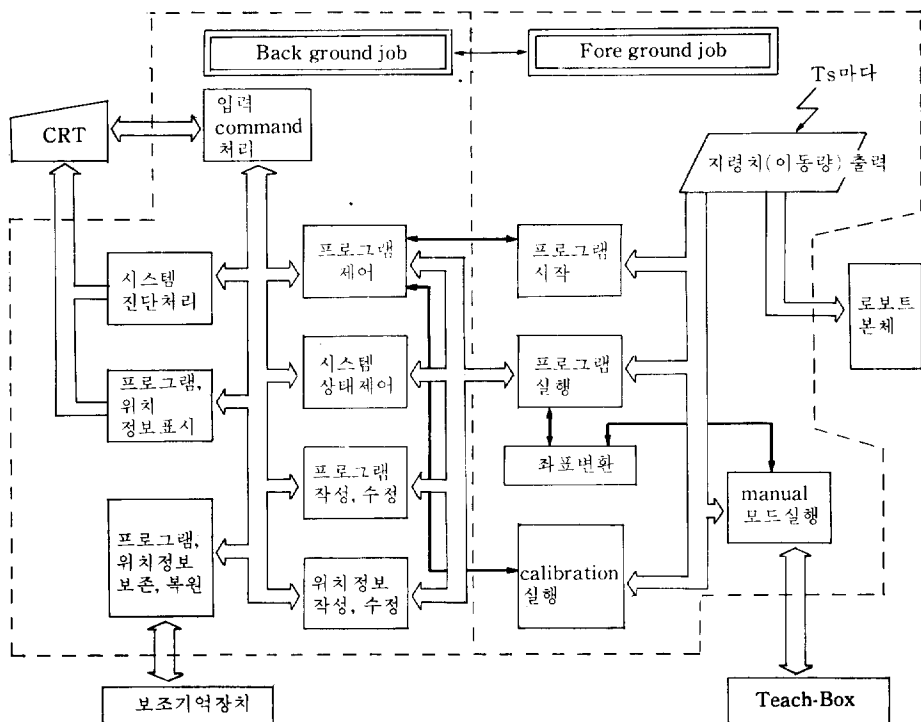 Back ground job
Fore ground job
Ts마다
CRT
입력
command
처리
지령치(이동량) 출력
시스템
진단처리
프로그램
제어
프로그램
시작
로보트
본체
프로그램,
위치
정보표시
시스템
상태제어
프로그램
실행
좌표변환
프로그램
작성, 수정
manual
모드실행
프로그램,
위치정보
보존, 복원
위치정보
작성, 수정
calibration
실행
보조기억장치
Teach-Box